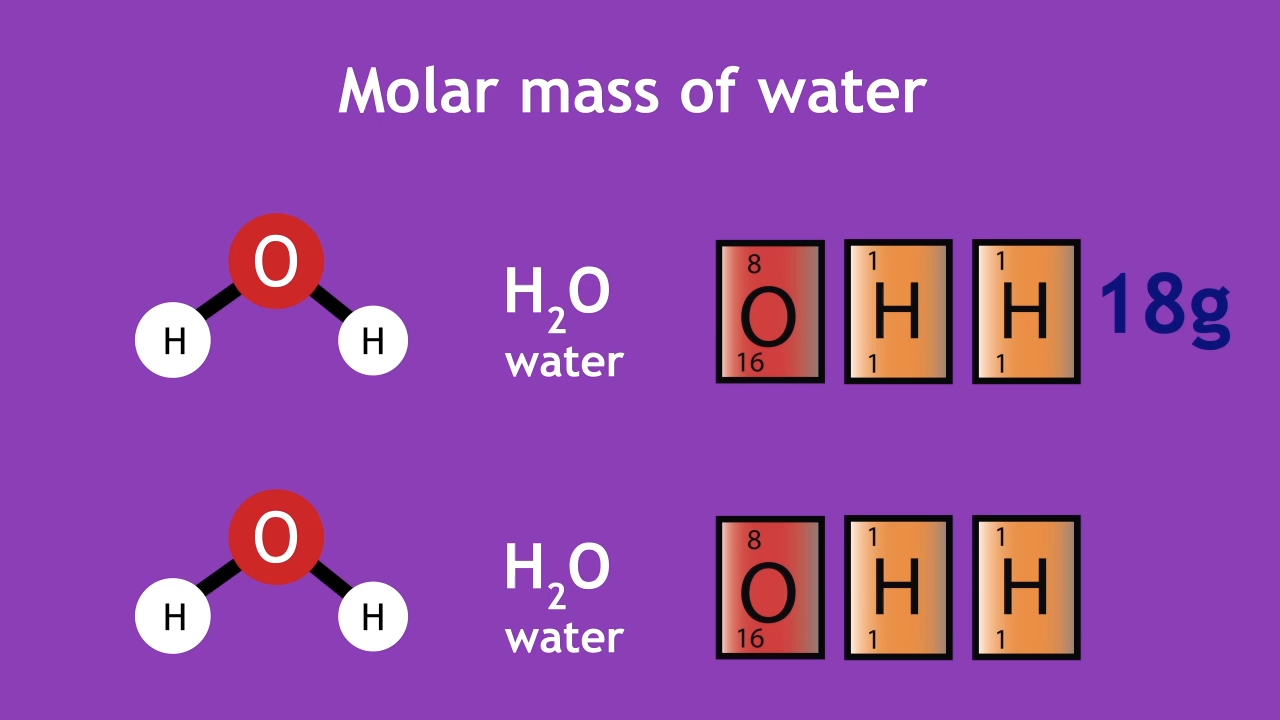 Molar mass of water
O
H H
H₂O
water
8 1 1
O H H
16 1 1
18g
O
H H
H₂O
water
8 1 1
O H H
16 1 1